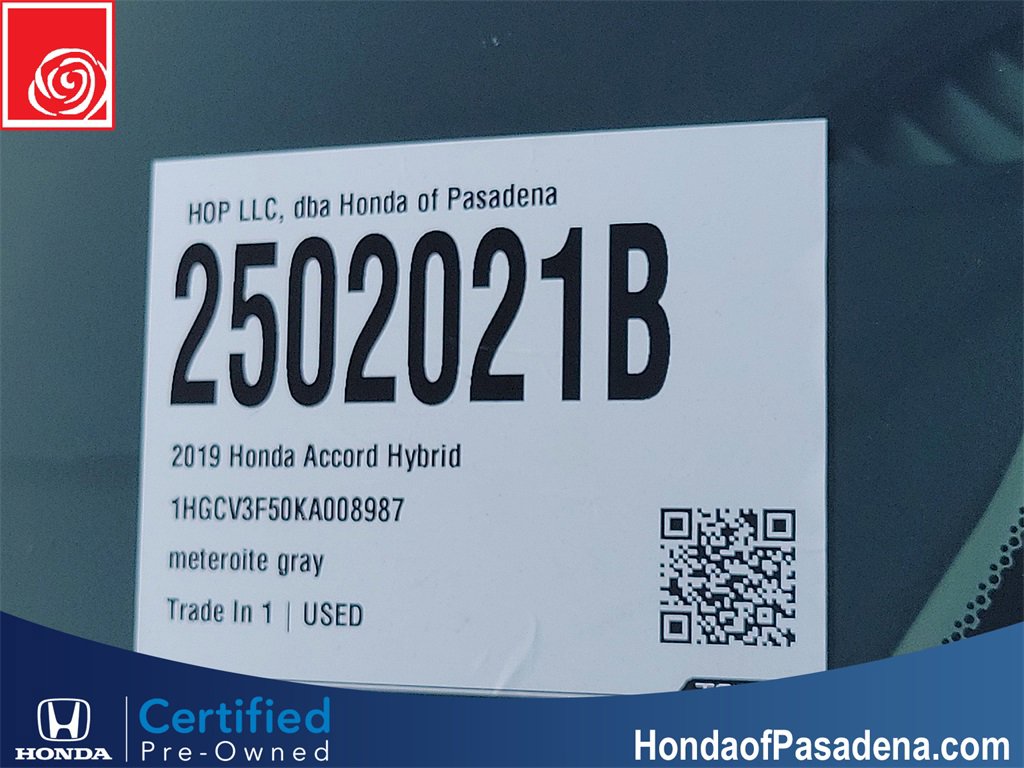 HOP LLC, dba Honda of Pasadena
2502021B
2019 Honda Accord Hybrid
1HGCV3F50KA008987
meteroite gray
Trade In 1 | USED
HONDA
Certified
Pre-Owned
HondaofPasadena.com